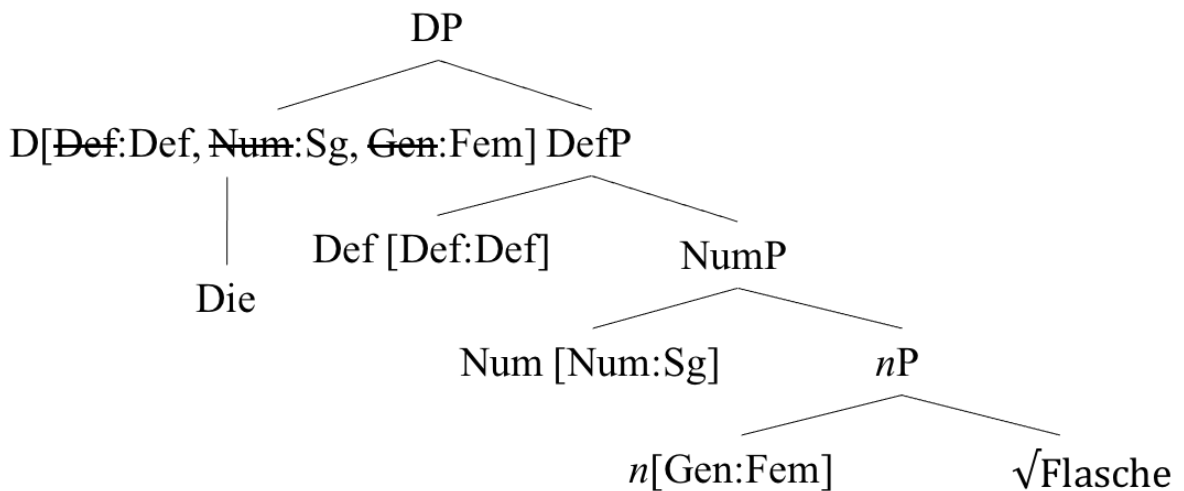 DP
D[Def:Def, Num:Sg, Gen:Fem] DefP
Def [Def:Def]
NumP
Die
Num [Num:Sg]
nP
n[Gen:Fem]
√Flasche